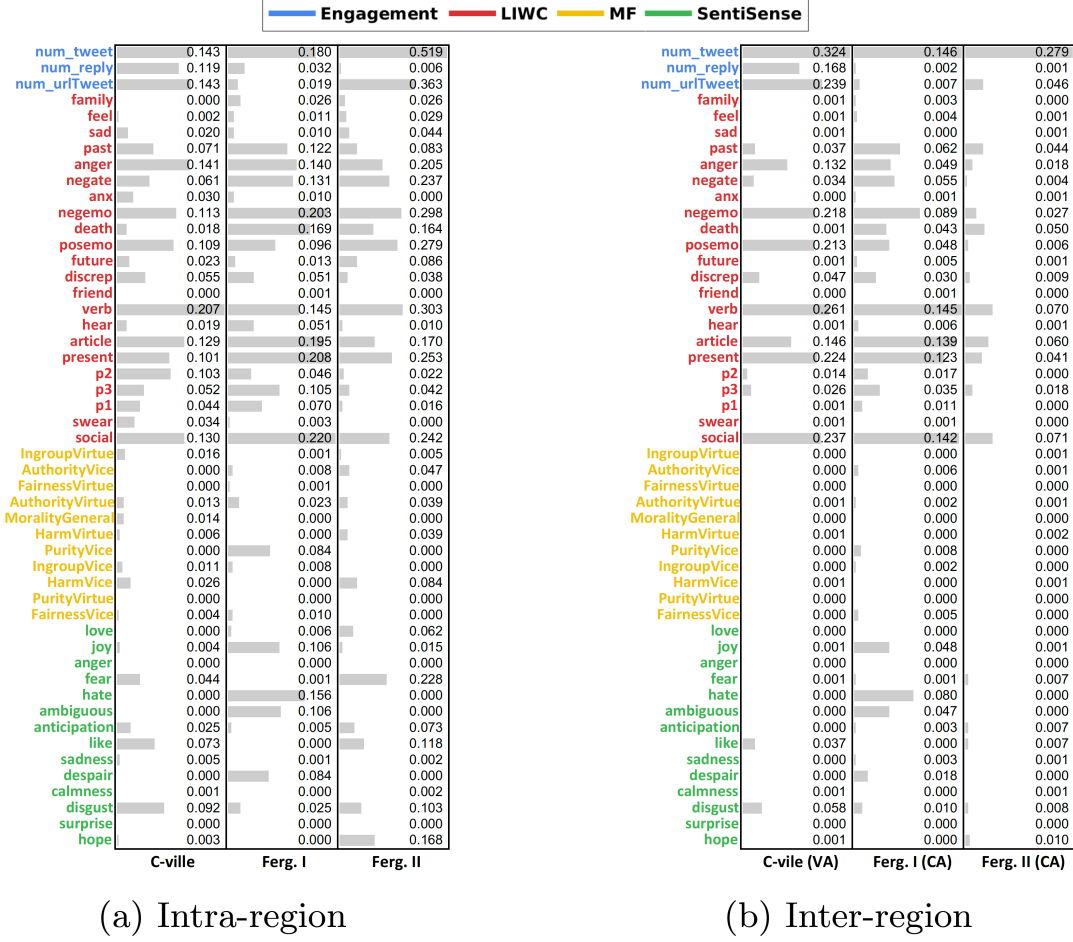 Engagement LIWC MF SentiSense
num_tweet 0.143 0.180 0.519
num_reply 0.119 0.032 0.006
num_urlTweet 0.143 0.019 0.363
family 0.000 0.026 0.026
feel 0.002 0.011 0.029
sad 0.020 0.010 0.044
past 0.071 0.122 0.083
anger 0.141 0.140 0.205
negate 0.061 0.131 0.237
anx 0.030 0.010 0.000
negemo 0.113 0.203 0.298
death 0.018 0.169 0.164
posemo 0.109 0.096 0.279
future 0.023 0.013 0.086
discrep 0.055 0.051 0.038
friend 0.000 0.001 0.000
verb 0.207 0.145 0.303
hear 0.019 0.051 0.010
article 0.129 0.195 0.170
present 0.101 0.208 0.253
p2 0.103 0.046 0.022
p3 0.052 0.105 0.042
p1 0.044 0.070 0.016
swear 0.034 0.003 0.000
social 0.130 0.220 0.242
IngroupVirtue 0.016 0.001 0.005
AuthorityVice 0.000 0.008 0.047
FairnessVirtue 0.000 0.001 0.000
AuthorityVirtue 0.013 0.023 0.039
MoralityGeneral 0.014 0.000 0.000
HarmVirtue 0.006 0.000 0.039
PurityVice 0.000 0.084 0.000
IngroupVice 0.011 0.008 0.000
HarmVice 0.026 0.000 0.084
PurityVirtue 0.000 0.000 0.000
FairnessVice 0.004 0.010 0.000
love 0.000 0.006 0.062
joy 0.004 0.106 0.015
anger 0.000 0.000 0.000
fear 0.044 0.001 0.228
hate 0.000 0.156 0.000
ambiguous 0.000 0.106 0.000
anticipation 0.025 0.005 0.073
like 0.073 0.000 0.118
sadness 0.005 0.001 0.002
despair 0.000 0.084 0.000
calmness 0.001 0.000 0.002
disgust 0.092 0.025 0.103
surprise 0.000 0.000 0.000
hope 0.003 0.000 0.168
C-ville Ferg. I Ferg. II
(a) Intra-region
num_tweet 0.324 0.146 0.279
num_reply 0.168 0.002 0.001
num_urlTweet 0.239 0.007 0.046
family 0.001 0.003 0.000
feel 0.001 0.004 0.001
sad 0.001 0.000 0.001
past 0.037 0.062 0.044
anger 0.132 0.049 0.018
negate 0.034 0.055 0.004
anx 0.000 0.001 0.001
negemo 0.218 0.089 0.027
death 0.001 0.043 0.050
posemo 0.213 0.048 0.006
future 0.001 0.005 0.001
discrep 0.047 0.030 0.009
friend 0.000 0.001 0.000
verb 0.261 0.145 0.070
hear 0.001 0.006 0.001
article 0.146 0.139 0.060
present 0.224 0.123 0.041
p2 0.014 0.017 0.000
p3 0.026 0.035 0.018
p1 0.001 0.011 0.000
swear 0.001 0.001 0.000
social 0.237 0.142 0.071
IngroupVirtue 0.000 0.000 0.001
AuthorityVice 0.000 0.006 0.001
FairnessVirtue 0.000 0.000 0.000
AuthorityVirtue 0.001 0.002 0.001
MoralityGeneral 0.000 0.000 0.000
HarmVirtue 0.001 0.000 0.002
PurityVice 0.000 0.008 0.000
IngroupVice 0.000 0.002 0.000
HarmVice 0.001 0.000 0.001
PurityVirtue 0.000 0.000 0.000
FairnessVice 0.000 0.005 0.000
love 0.000 0.000 0.000
joy 0.001 0.048 0.001
anger 0.000 0.000 0.000
fear 0.001 0.001 0.007
hate 0.000 0.080 0.000
ambiguous 0.000 0.047 0.000
anticipation 0.000 0.003 0.007
like 0.037 0.000 0.007
sadness 0.000 0.003 0.001
despair 0.000 0.018 0.000
calmness 0.001 0.000 0.000
disgust 0.058 0.010 0.008
surprise 0.000 0.000 0.000
hope 0.001 0.000 0.010
C-vile (VA) Ferg. I (CA) Ferg. II (CA)
(b) Inter-region